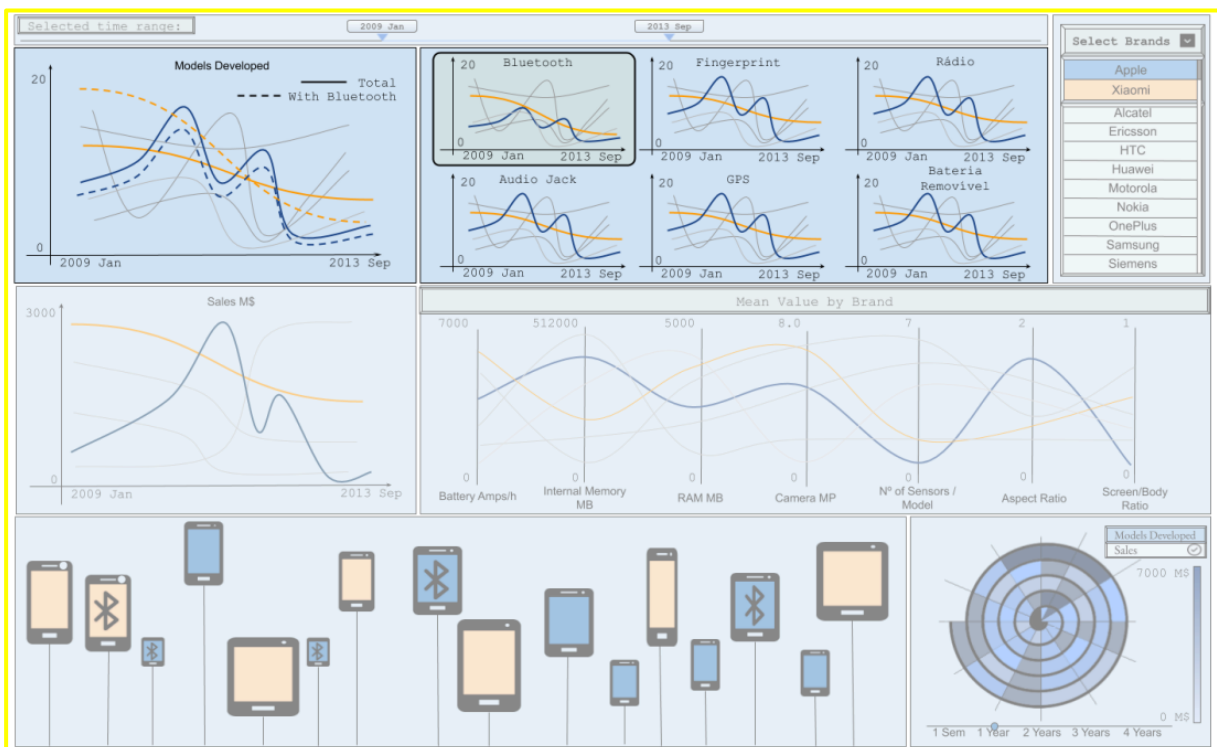 Selected time range:
2009 Jan
2013 Sep
Select Brands
Apple
Xiaomi
Alcatel
Ericsson
HTC
Huawei
Motorola
Nokia
OnePlus
Samsung
Siemens
Models Developed
20
Total
With Bluetooth
0
2009 Jan
2013 Sep
Bluetooth
20
0
2009 Jan
2013 Sep
Fingerprint
20
0
2009 Jan
2013 Sep
Rádio
20
0
2009 Jan
2013 Sep
Audio Jack
20
0
2009 Jan
2013 Sep
GPS
20
0
2009 Jan
2013 Sep
Bateria
Removível
20
0
2009 Jan
2013 Sep
Sales M$
3000
0
2009 Jan
2013 Sep
Mean Value by Brand
7000 512000 5000 8.0 7 2 1
0 0 0 0 0 0 0
Battery Amps/h
Internal Memory
MB
RAM MB
Camera MP
Nº of Sensors /
Model
Aspect Ratio
Screen/Body
Ratio
Models Developed
Sales
7000 M$
0 M$
1 Sem 1 Year 2 Years 3 Years 4 Years